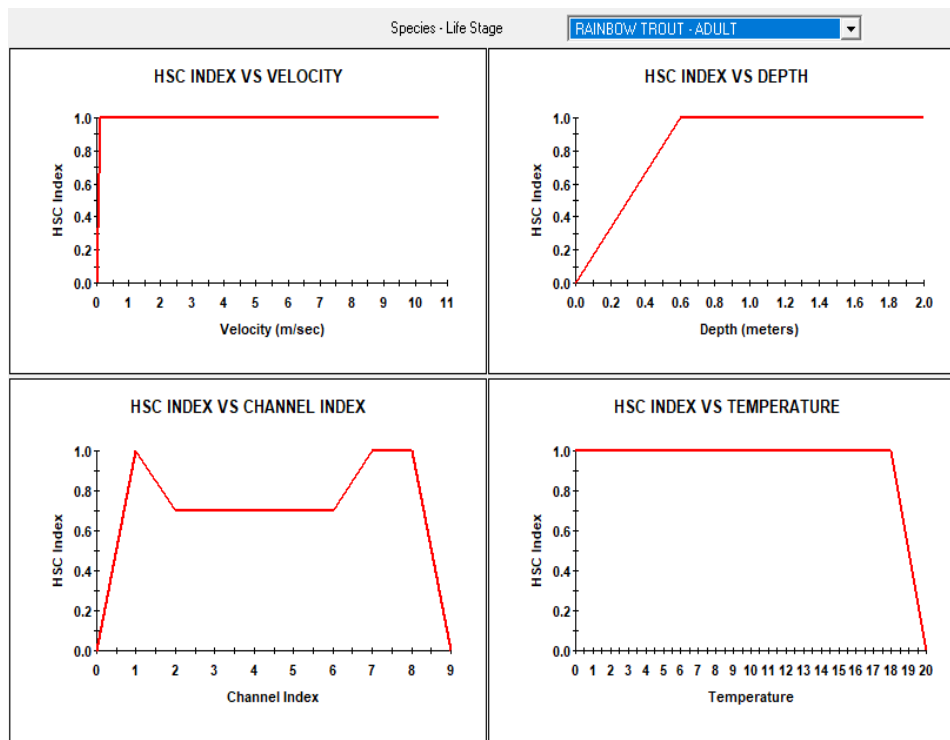 Species - Life Stage RAINBOW TROUT - ADULT
HSC INDEX VS VELOCITY
1.0
0.8
0.6
0.4
0.2
0.0
HSC Index
0 1 2 3 4 5 6 7 8 9 10 11
Velocity (m/sec)
HSC INDEX VS DEPTH
1.0
0.8
0.6
0.4
0.2
0.0
HSC Index
0.0 0.2 0.4 0.6 0.8 1.0 1.2 1.4 1.6 1.8 2.0
Depth (meters)
HSC INDEX VS CHANNEL INDEX
1.0
0.8
0.6
0.4
0.2
0.0
HSC Index
0 1 2 3 4 5 6 7 8 9
Channel Index
HSC INDEX VS TEMPERATURE
1.0
0.8
0.6
0.4
0.2
0.0
HSC Index
0 1 2 3 4 5 6 7 8 9 10 11 12 13 14 15 16 17 18 19 20
Temperature